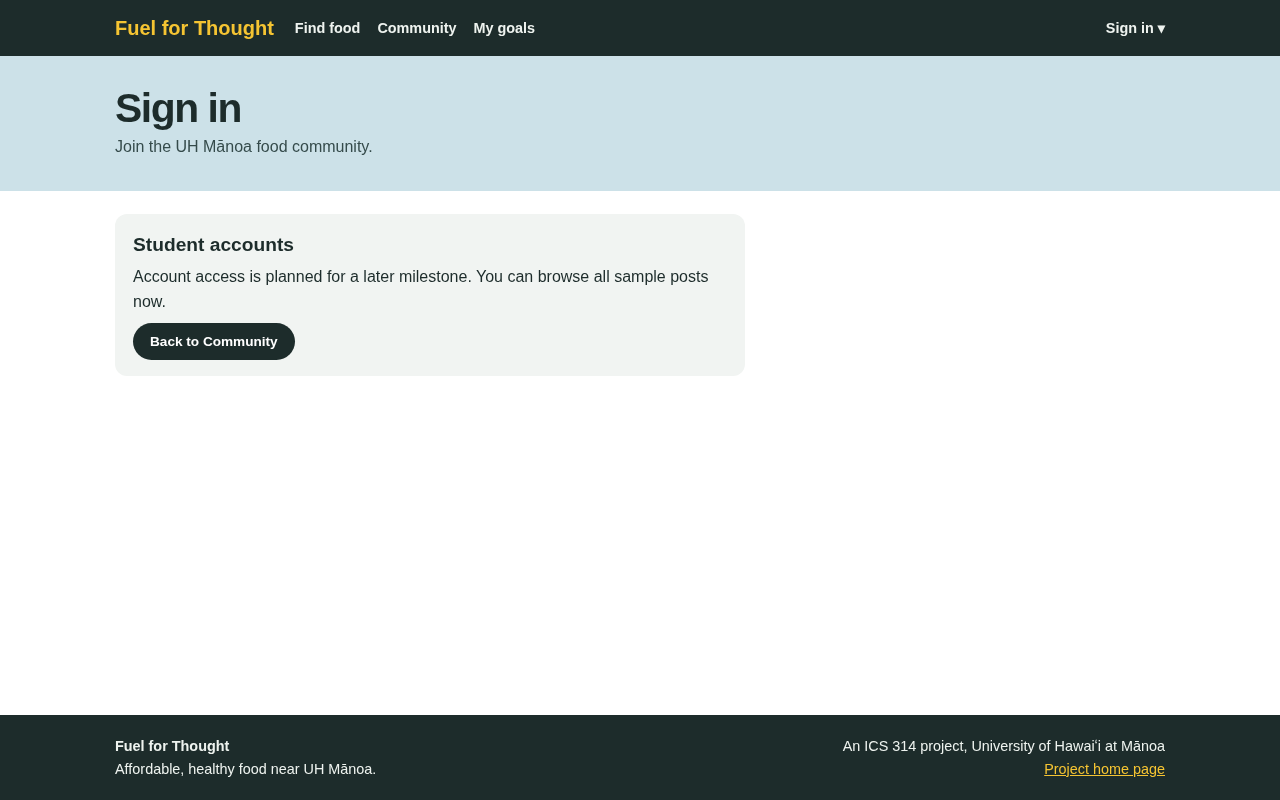 Fuel for Thought Find food Community My goals Sign in ▾
Sign in
Join the UH Mānoa food community.
Student accounts
Account access is planned for a later milestone. You can browse all sample posts
now.
Back to Community
Fuel for Thought
Affordable, healthy food near UH Mānoa.
An ICS 314 project, University of Hawaiʻi at Mānoa
Project home page